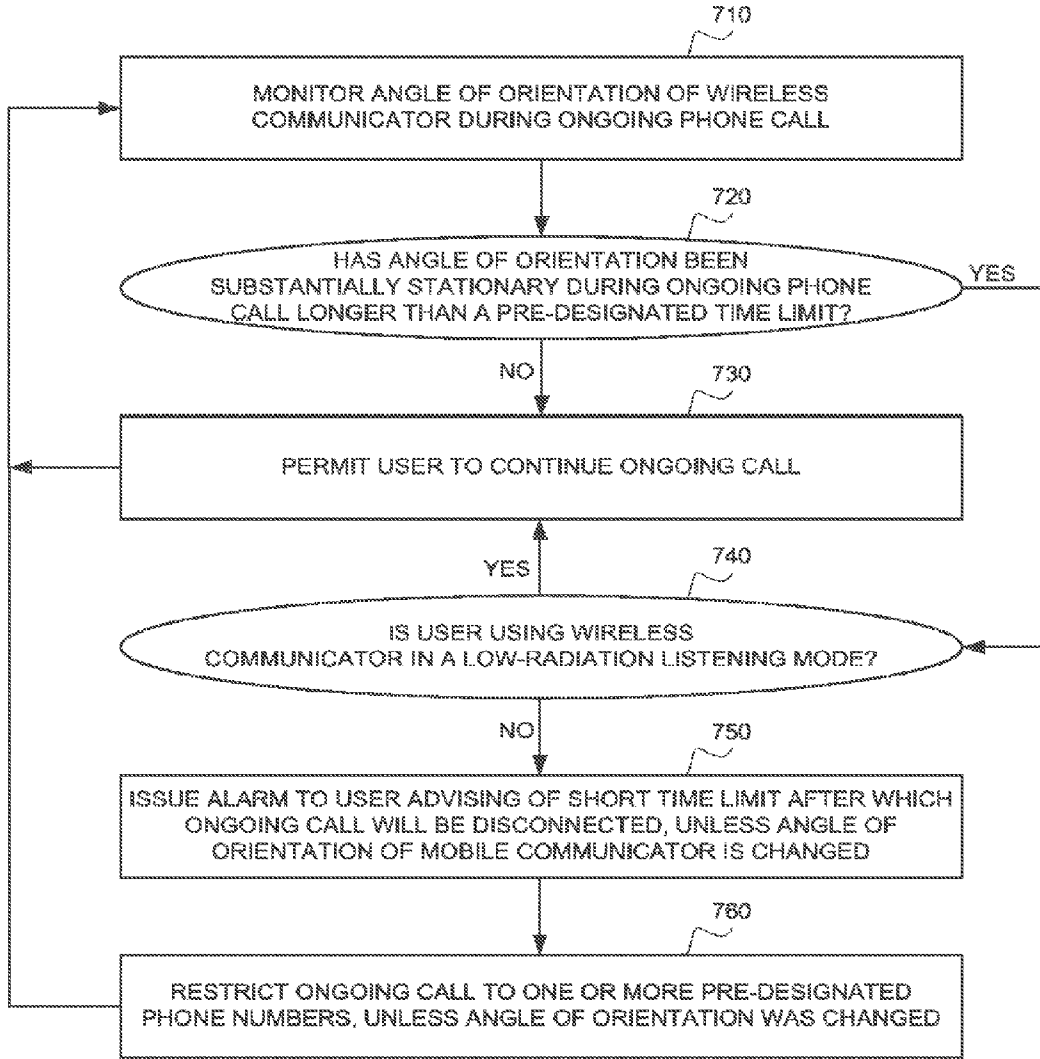 710
MONITOR ANGLE OF ORIENTATION OF WIRELESS
COMMUNICATOR DURING ONGOING PHONE CALL
720
HAS ANGLE OF ORIENTATION BEEN
SUBSTANTIALLY STATIONARY DURING ONGOING PHONE
CALL LONGER THAN A PRE-DESIGNATED TIME LIMIT?
YES
NO
730
PERMIT USER TO CONTINUE ONGOING CALL
YES
740
IS USER USING WIRELESS
COMMUNICATOR IN A LOW-RADIATION LISTENING MODE?
NO
750
ISSUE ALARM TO USER ADVISING OF SHORT TIME LIMIT AFTER WHICH
ONGOING CALL WILL BE DISCONNECTED, UNLESS ANGLE OF
ORIENTATION OF MOBILE COMMUNICATOR IS CHANGED
760
RESTRICT ONGOING CALL TO ONE OR MORE PRE-DESIGNATED
PHONE NUMBERS, UNLESS ANGLE OF ORIENTATION WAS CHANGED